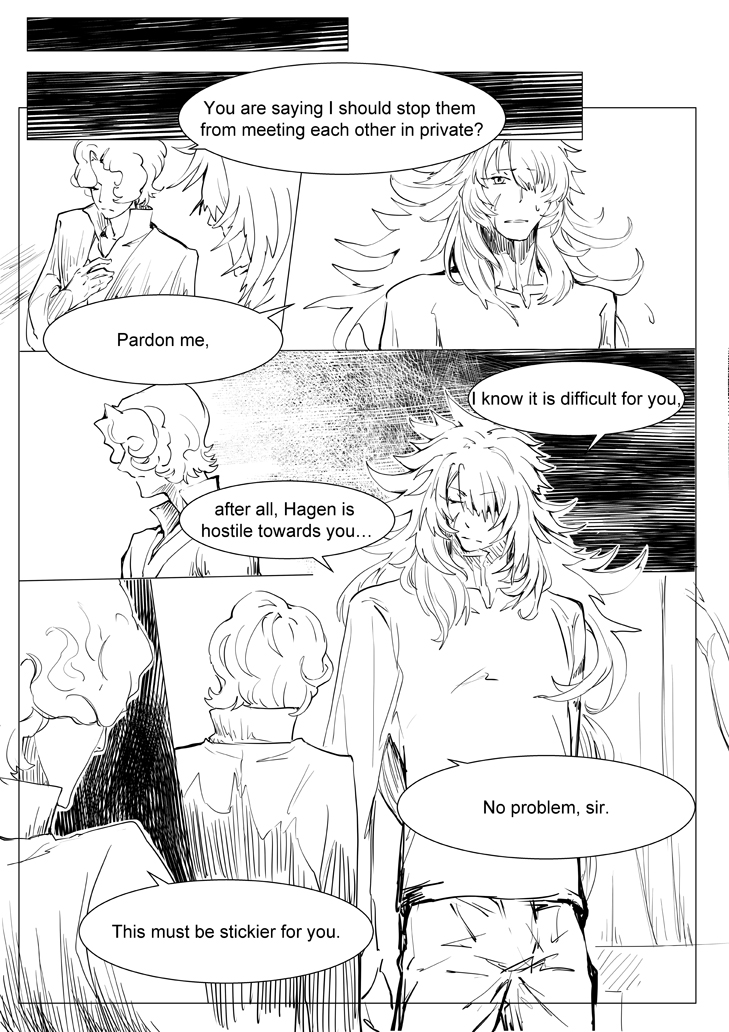 You are saying I should stop them
from meeting each other in private?
Pardon me,
I know it is difficult for you,
after all, Hagen is
hostile towards you…
No problem, sir.
This must be stickier for you.